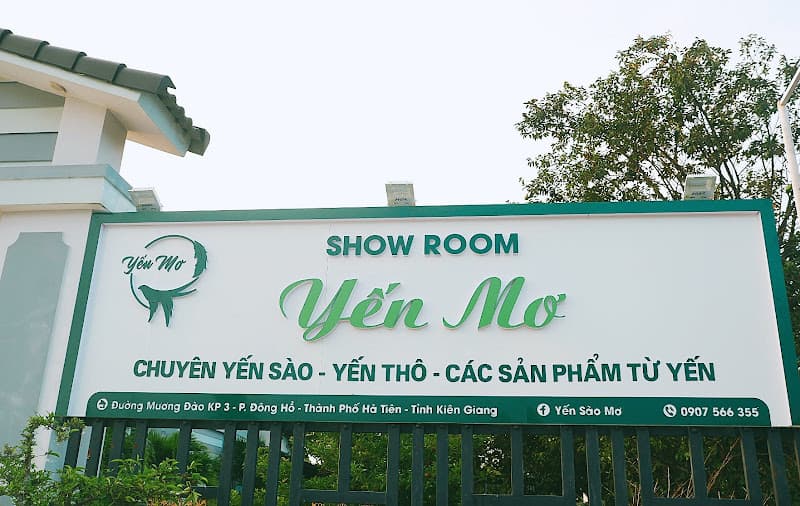 Yến Mơ
SHOW ROOM
Yến Mơ
CHUYÊN YẾN SÀO - YẾN THÔ - CÁC SẢN PHẨM TỪ YẾN
Đường Mương Đào KP 3 - P. Đông Hồ - Thành Phố Hà Tiên - Tỉnh Kiên Giang Yến Sào Mơ 0907 566 355